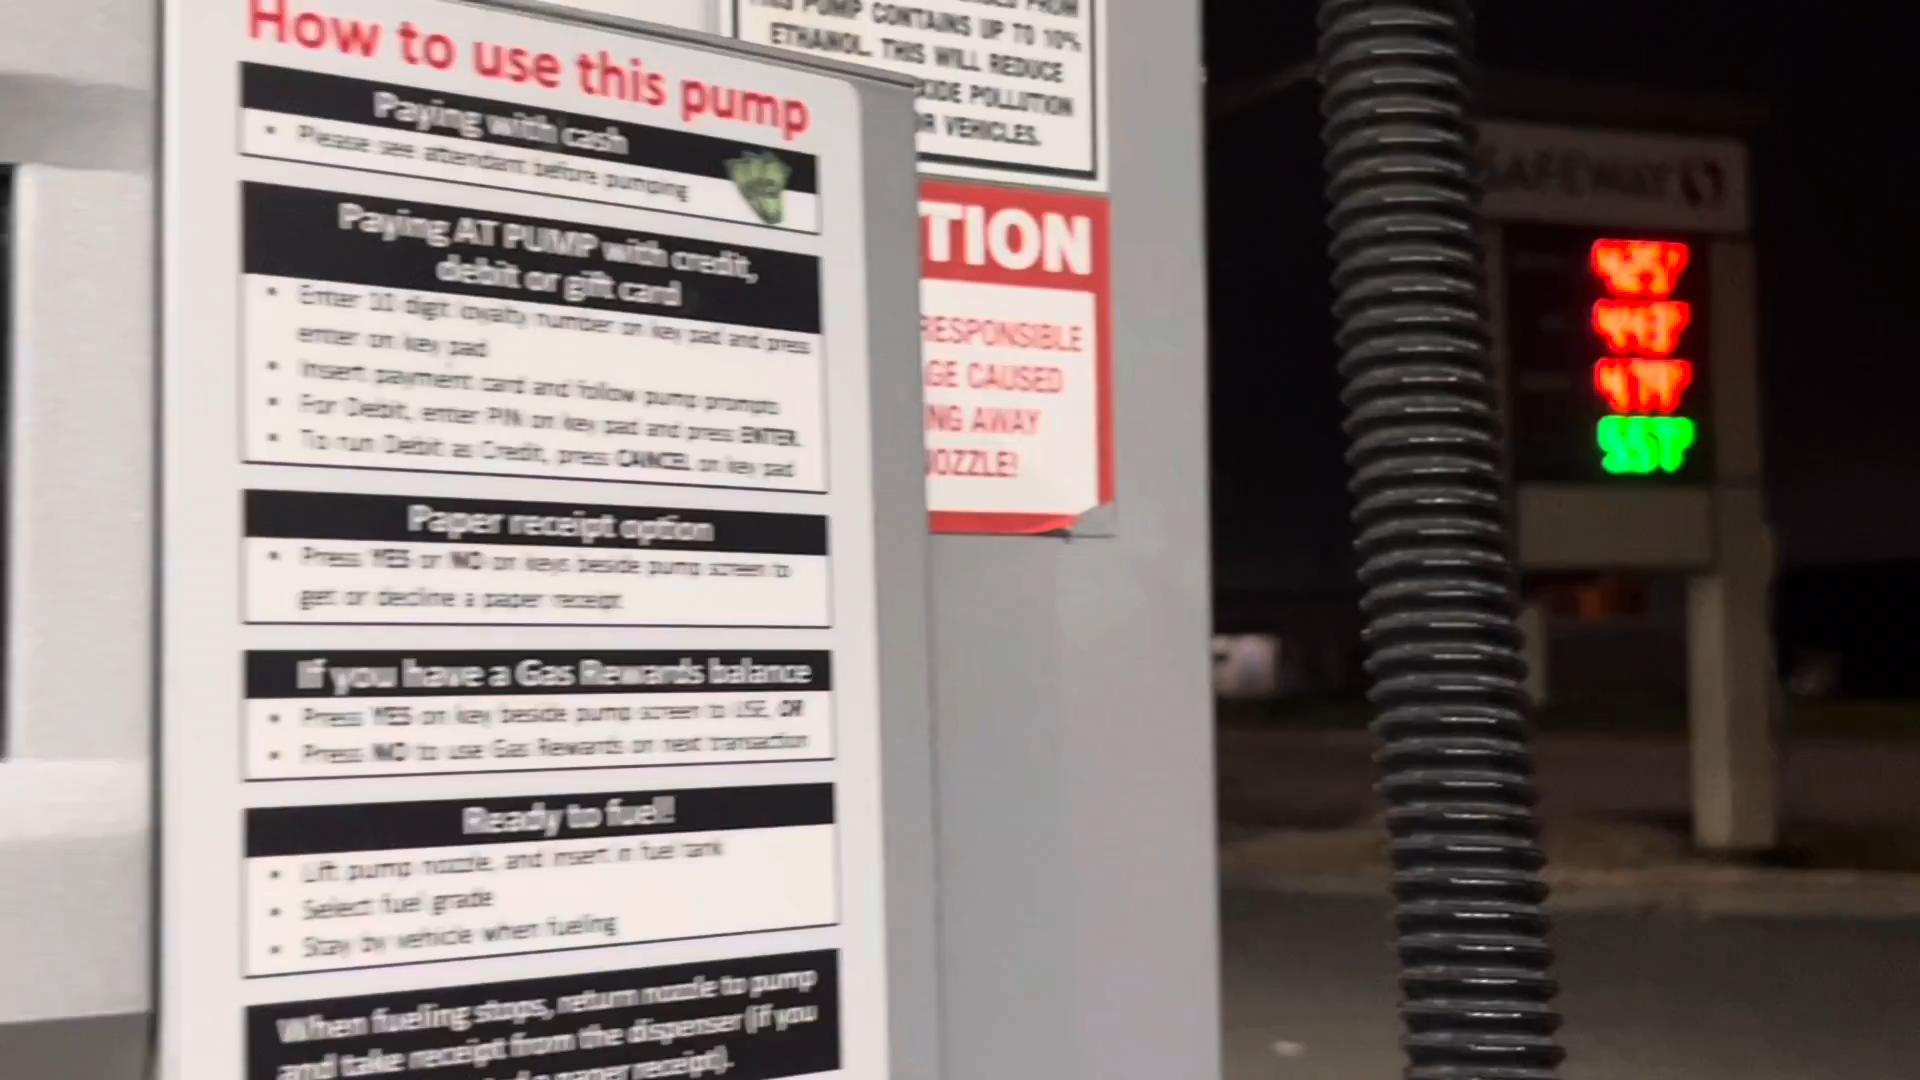 How to use this pump
Paying with cash
• Please see attendant before pumping
Paying AT PUMP with credit,
debit or gift card
• Enter 10 digit loyalty number on key pad and press
enter on key pad
• Insert payment card and follow pump prompts
• For Debit, enter PIN on key pad and press ENTER.
• To run Debit as Credit, press CANCEL on key pad
Paper receipt option
• Press YES or NO on keys beside pump screen to
get or decline a paper receipt
If you have a Gas Rewards balance
• Press YES on key beside pump screen to USE, OR
• Press NO to use Gas Rewards on next transaction
Ready to fuel!
• Lift pump nozzle, and insert in fuel tank
• Select fuel grade
• Stay by vehicle when fueling
When fueling stops, return nozzle to pump
and take receipt from the dispenser (if you
a paper receipt).
FROM
THIS PUMP CONTAINS UP TO 10%
ETHANOL. THIS WILL REDUCE
XIDE POLLUTION
R VEHICLES.
TION
RESPONSIBLE
GE CAUSED
NG AWAY
NOZZLE!
SAFEWAY